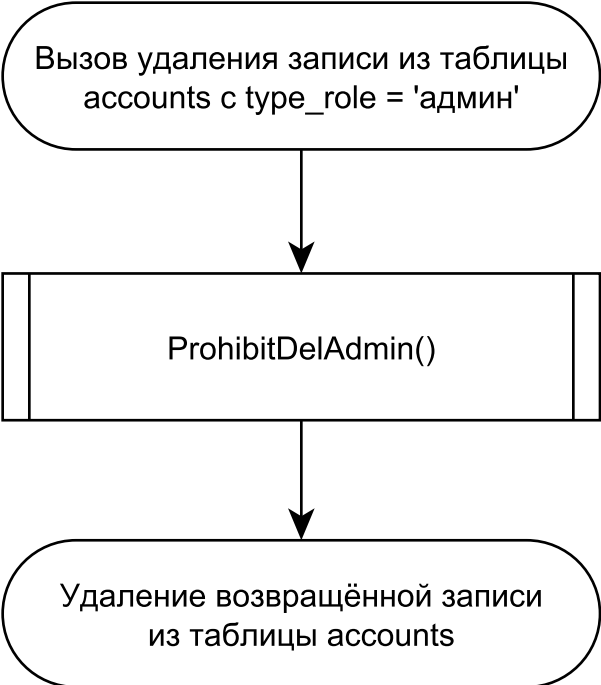 Вызов удаления записи из таблицы
accounts с type_role = 'админ'
ProhibitDelAdmin()
Удаление возвращённой записи
из таблицы accounts